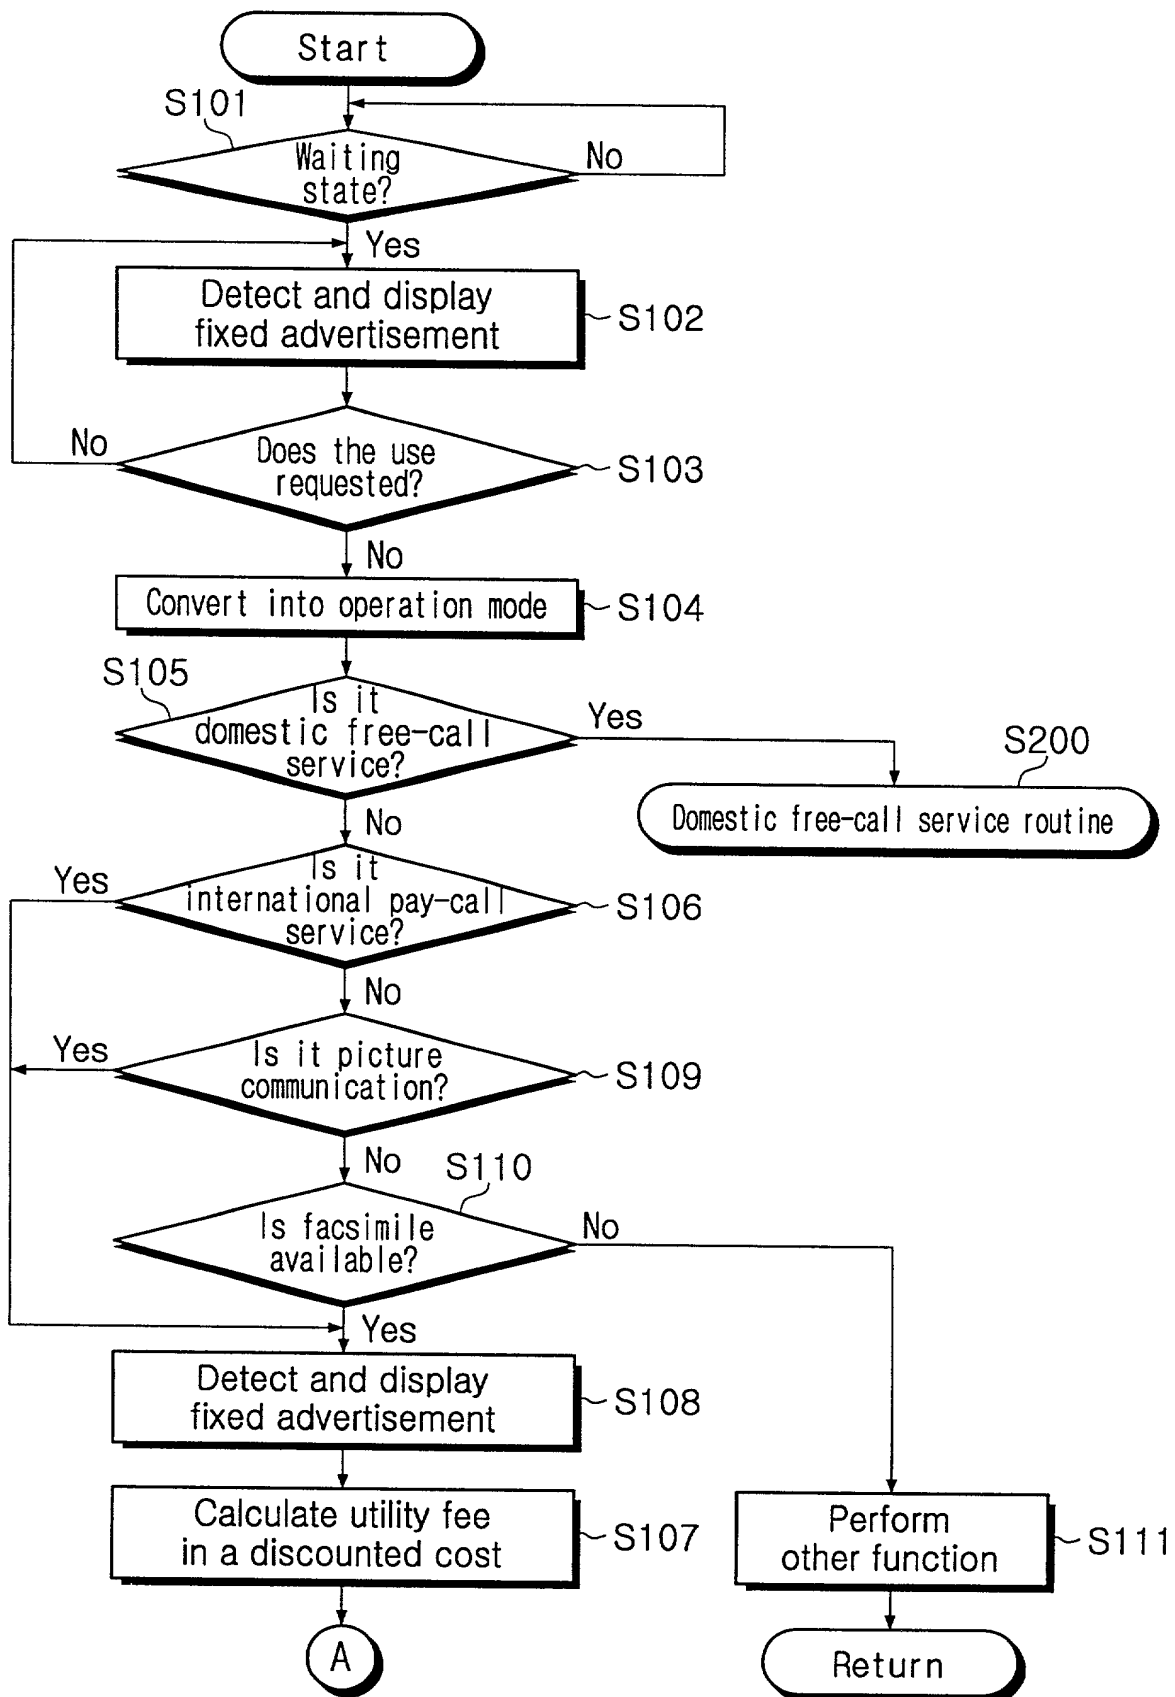 Start
S101
Waiting
state?
No
Yes
Detect and display
fixed advertisement
S102
No
Does the use
requested?
S103
No
Convert into operation mode
S104
S105
Is it
domestic free-call
service?
Yes
S200
Domestic free-call service routine
No
Yes
Is it
international pay-call
service?
S106
No
Yes
Is it picture
communication?
S109
No
S110
Is facsimile
available?
No
Yes
Detect and display
fixed advertisement
S108
Calculate utility fee
in a discounted cost
S107
Perform
other function
S111
A
Return